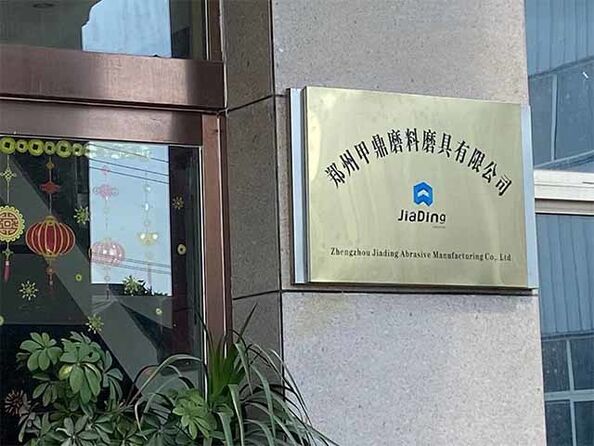 郑州甲鼎磨料磨具有限公司
JiaDing
Zhengzhou Jiading Abrasive Manufacturing Co., Ltd